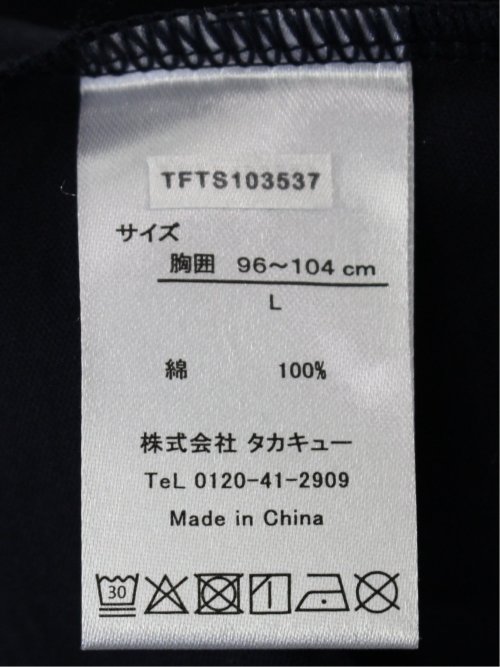 TFTS103537
サイズ
胸囲 96～104 cm
L
綿 100%
株式会社 タカキュー
TeL 0120-41-2909
Made in China
30